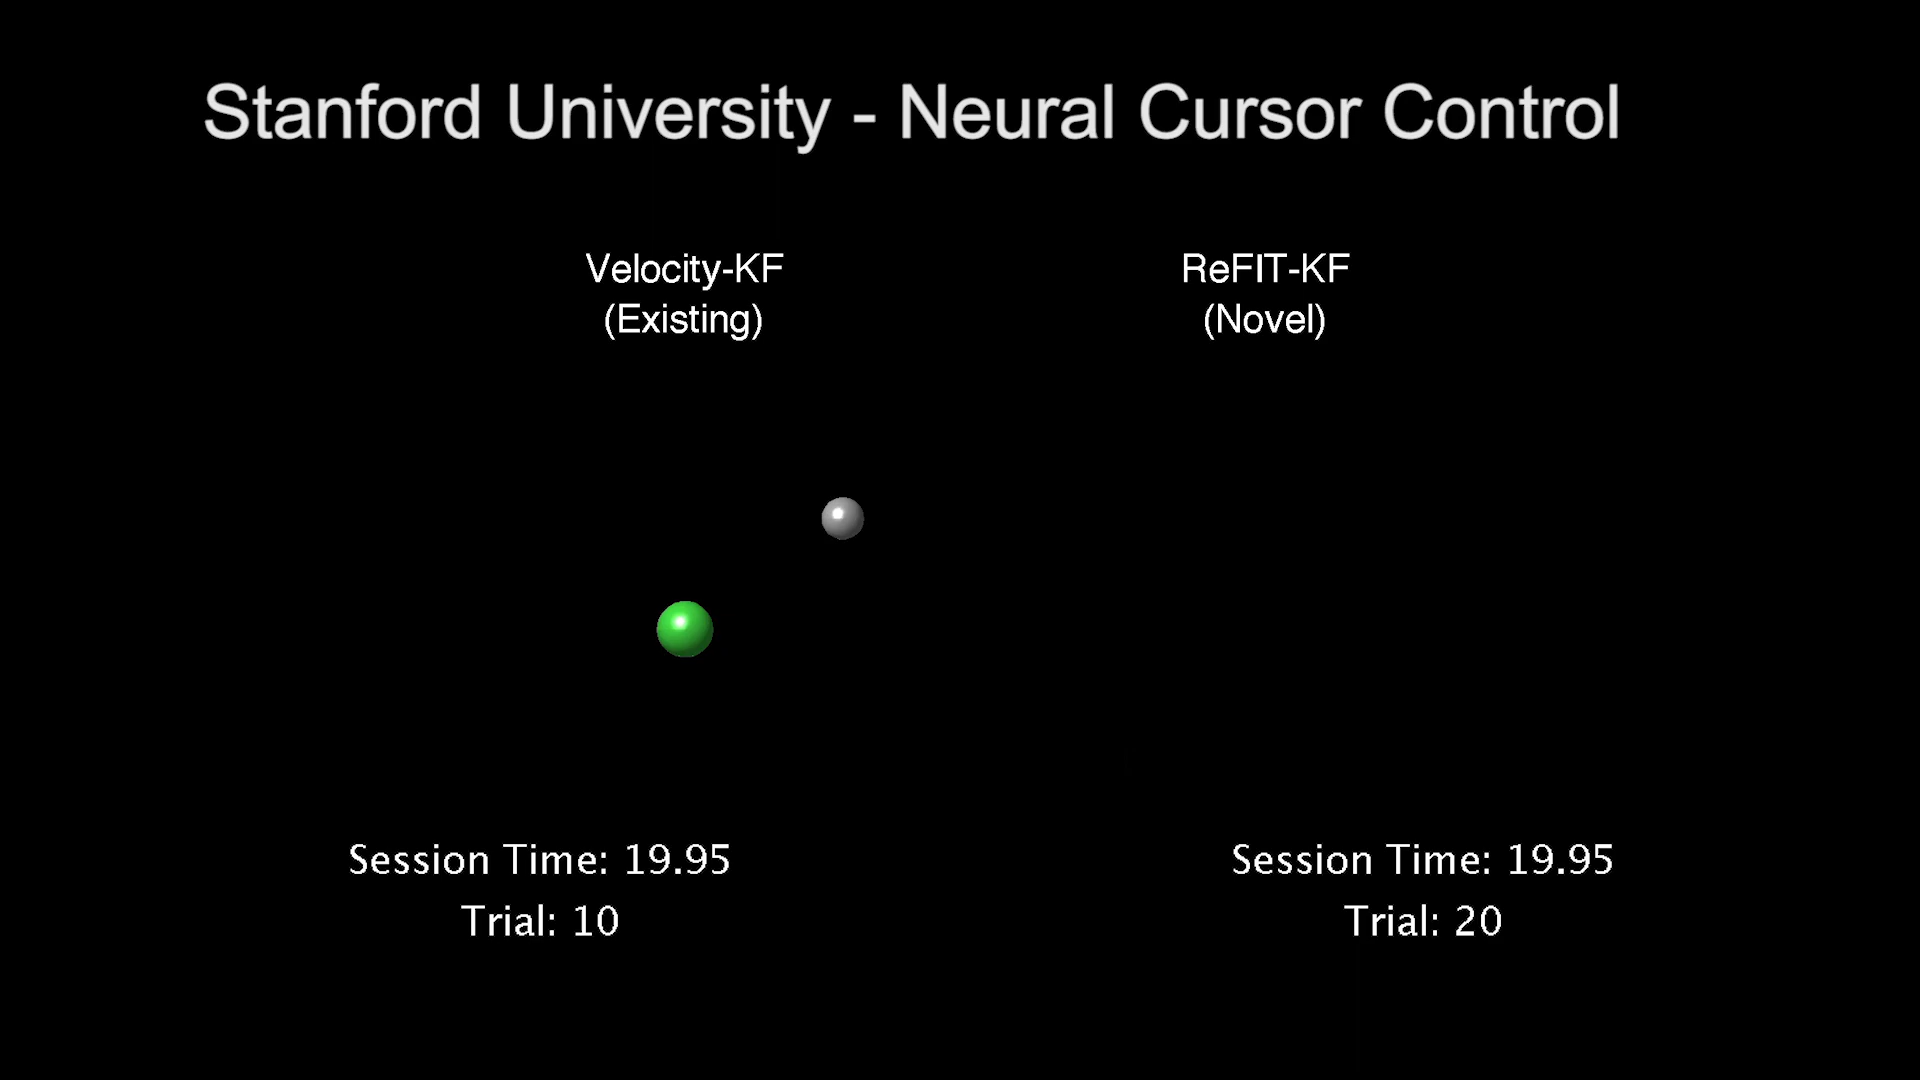 Stanford University - Neural Cursor Control
Velocity-KF
(Existing)
ReFIT-KF
(Novel)
Session Time: 19.95
Trial: 10
Session Time: 19.95
Trial: 20